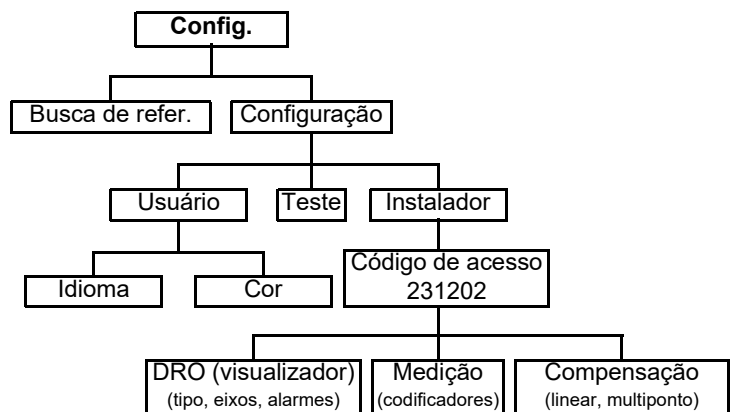 Config.
Busca de refer.
Configuração
Usuário
Teste
Instalador
Idioma
Cor
Código de acesso
231202
DRO (visualizador)
(tipo, eixos, alarmes)
Medição
(codificadores)
Compensação
(linear, multiponto)